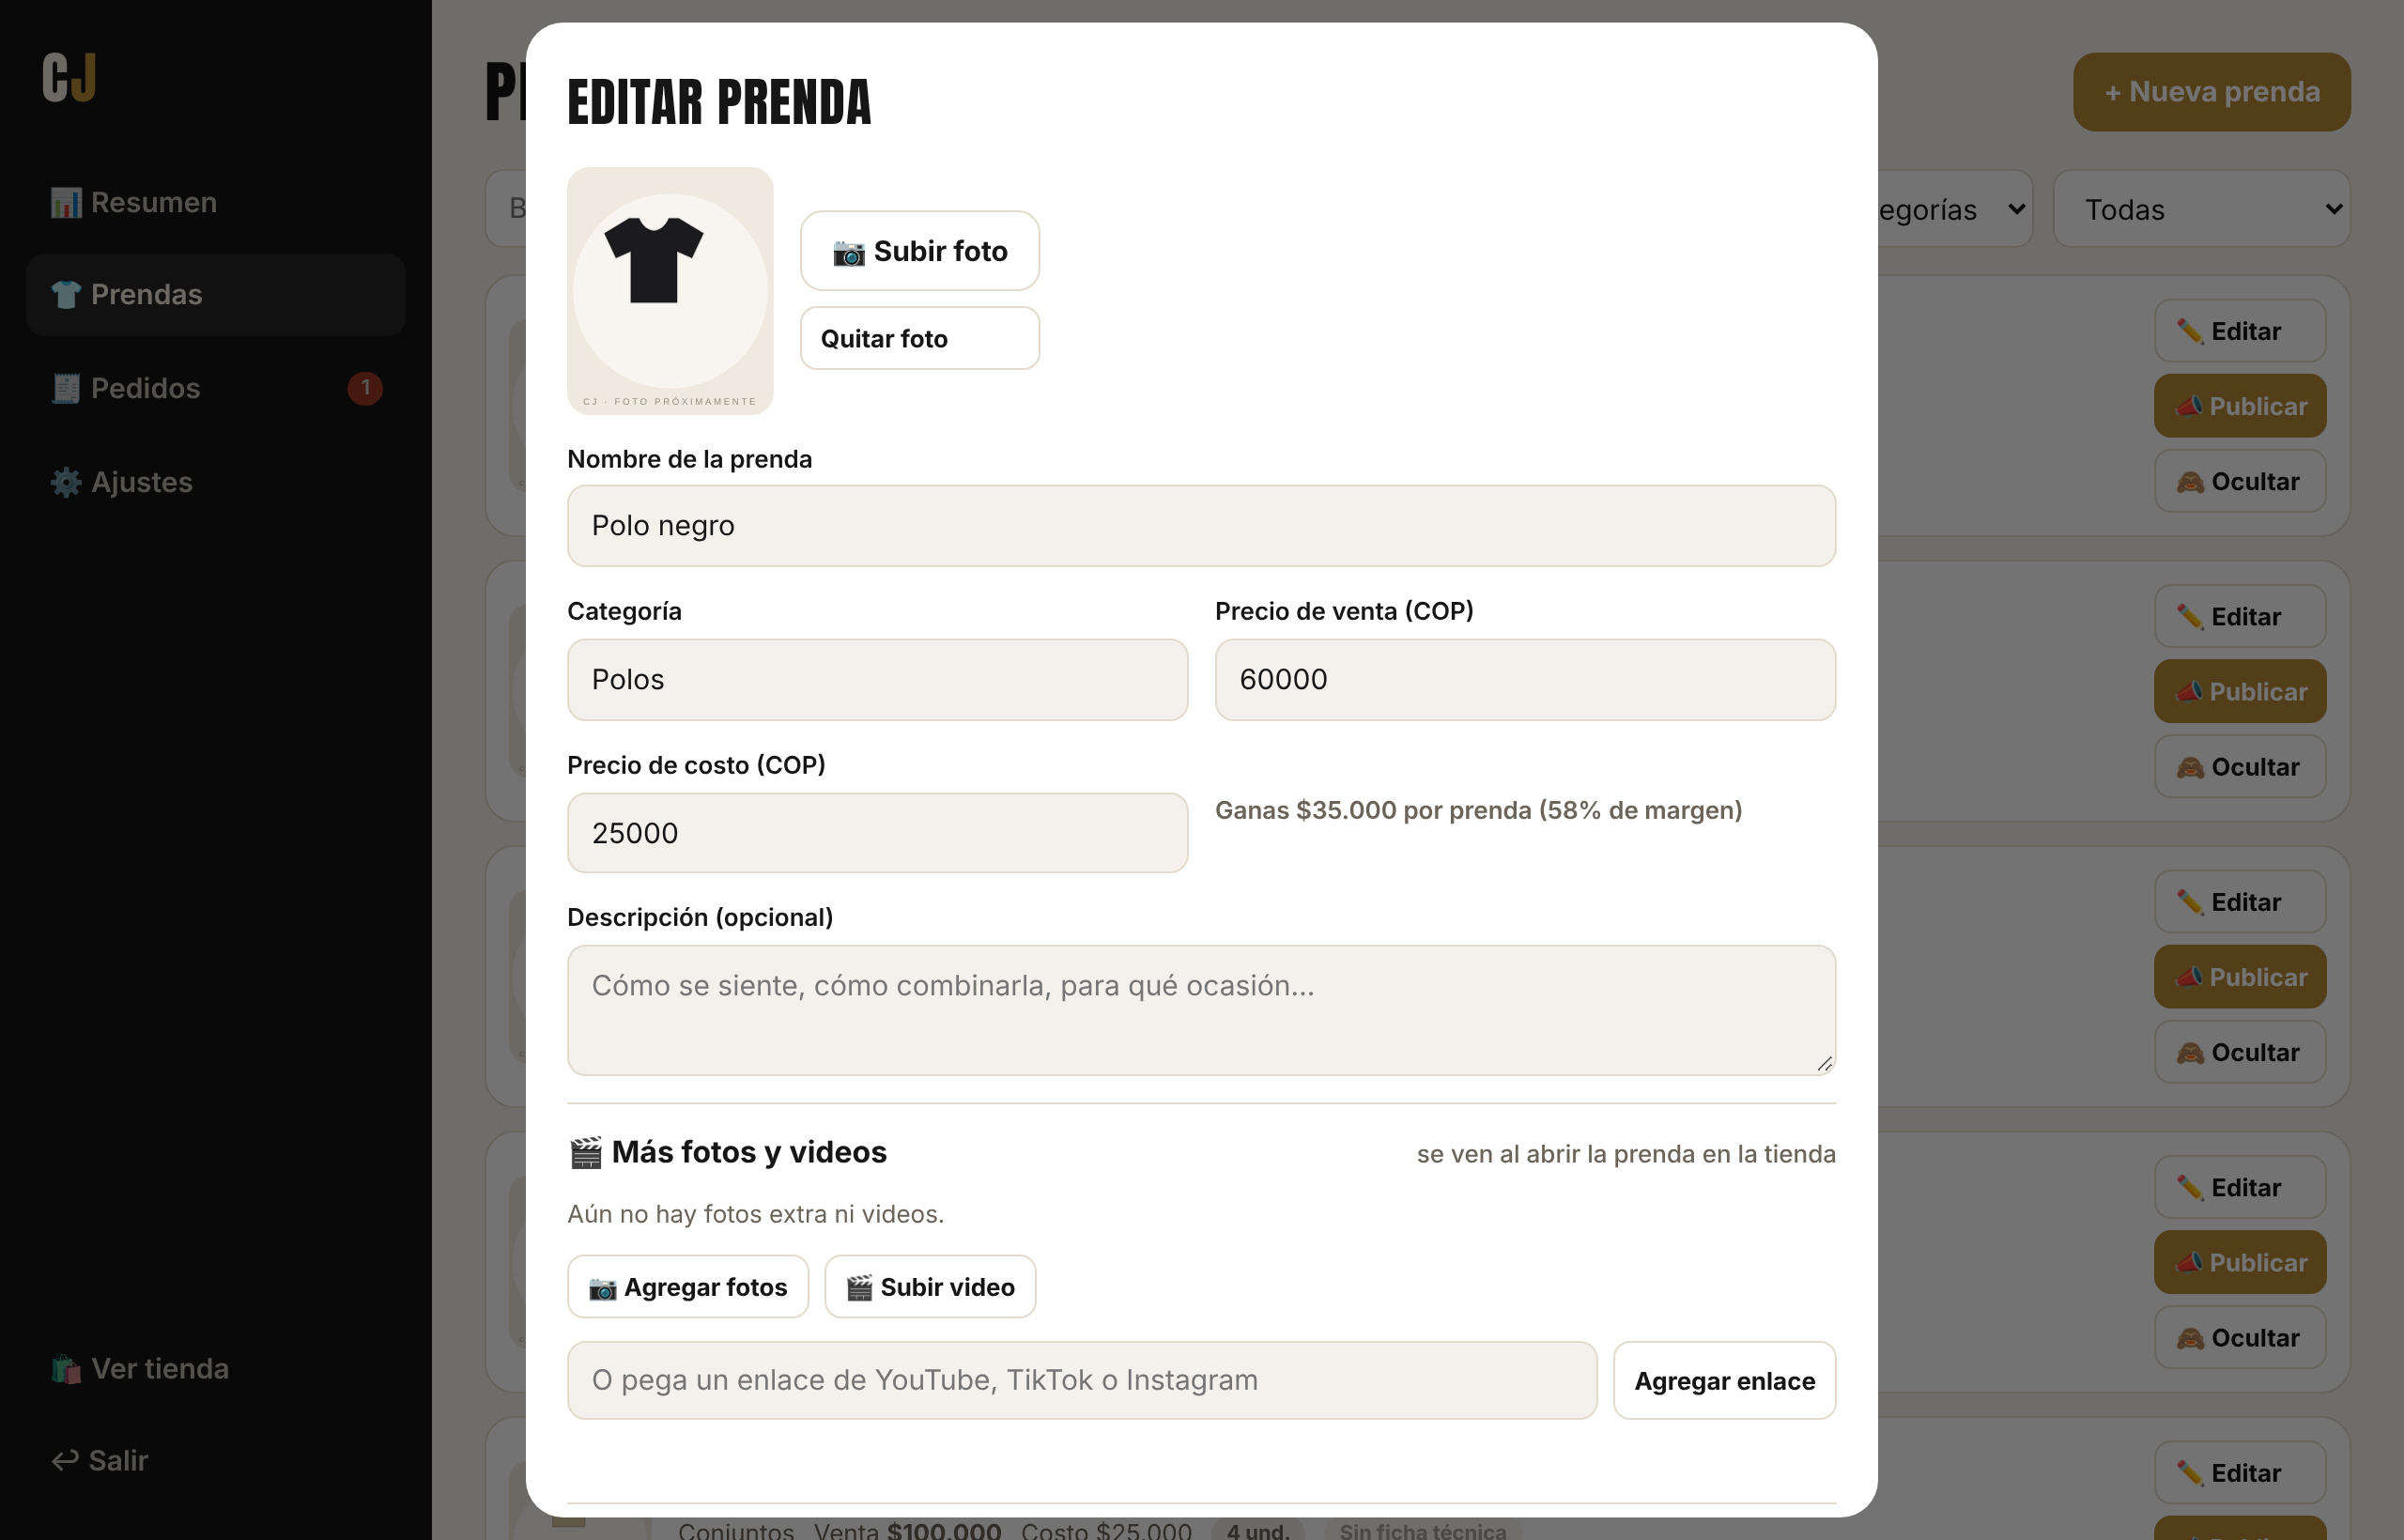 CJ
📊 Resumen
👕 Prendas
🧾 Pedidos 1
⚙️ Ajustes
🛍️ Ver tienda
↩ Salir
+ Nueva prenda
egorías
Todas
EDITAR PRENDA
CJ · FOTO PRÓXIMAMENTE
📷 Subir foto
Quitar foto
Nombre de la prenda
Polo negro
Categoría
Polos
Precio de venta (COP)
60000
Precio de costo (COP)
25000
Ganas $35.000 por prenda (58% de margen)
Descripción (opcional)
Cómo se siente, cómo combinarla, para qué ocasión...
🎬 Más fotos y videos
se ven al abrir la prenda en la tienda
Aún no hay fotos extra ni videos.
📷 Agregar fotos
🎬 Subir video
O pega un enlace de YouTube, TikTok o Instagram
Agregar enlace
✏️ Editar
📣 Publicar
🙈 Ocultar
✏️ Editar
📣 Publicar
🙈 Ocultar
✏️ Editar
📣 Publicar
🙈 Ocultar
✏️ Editar
📣 Publicar
🙈 Ocultar
✏️ Editar
Conjuntos Venta $100.000 Costo $25.000 4 und. Sin ficha técnica